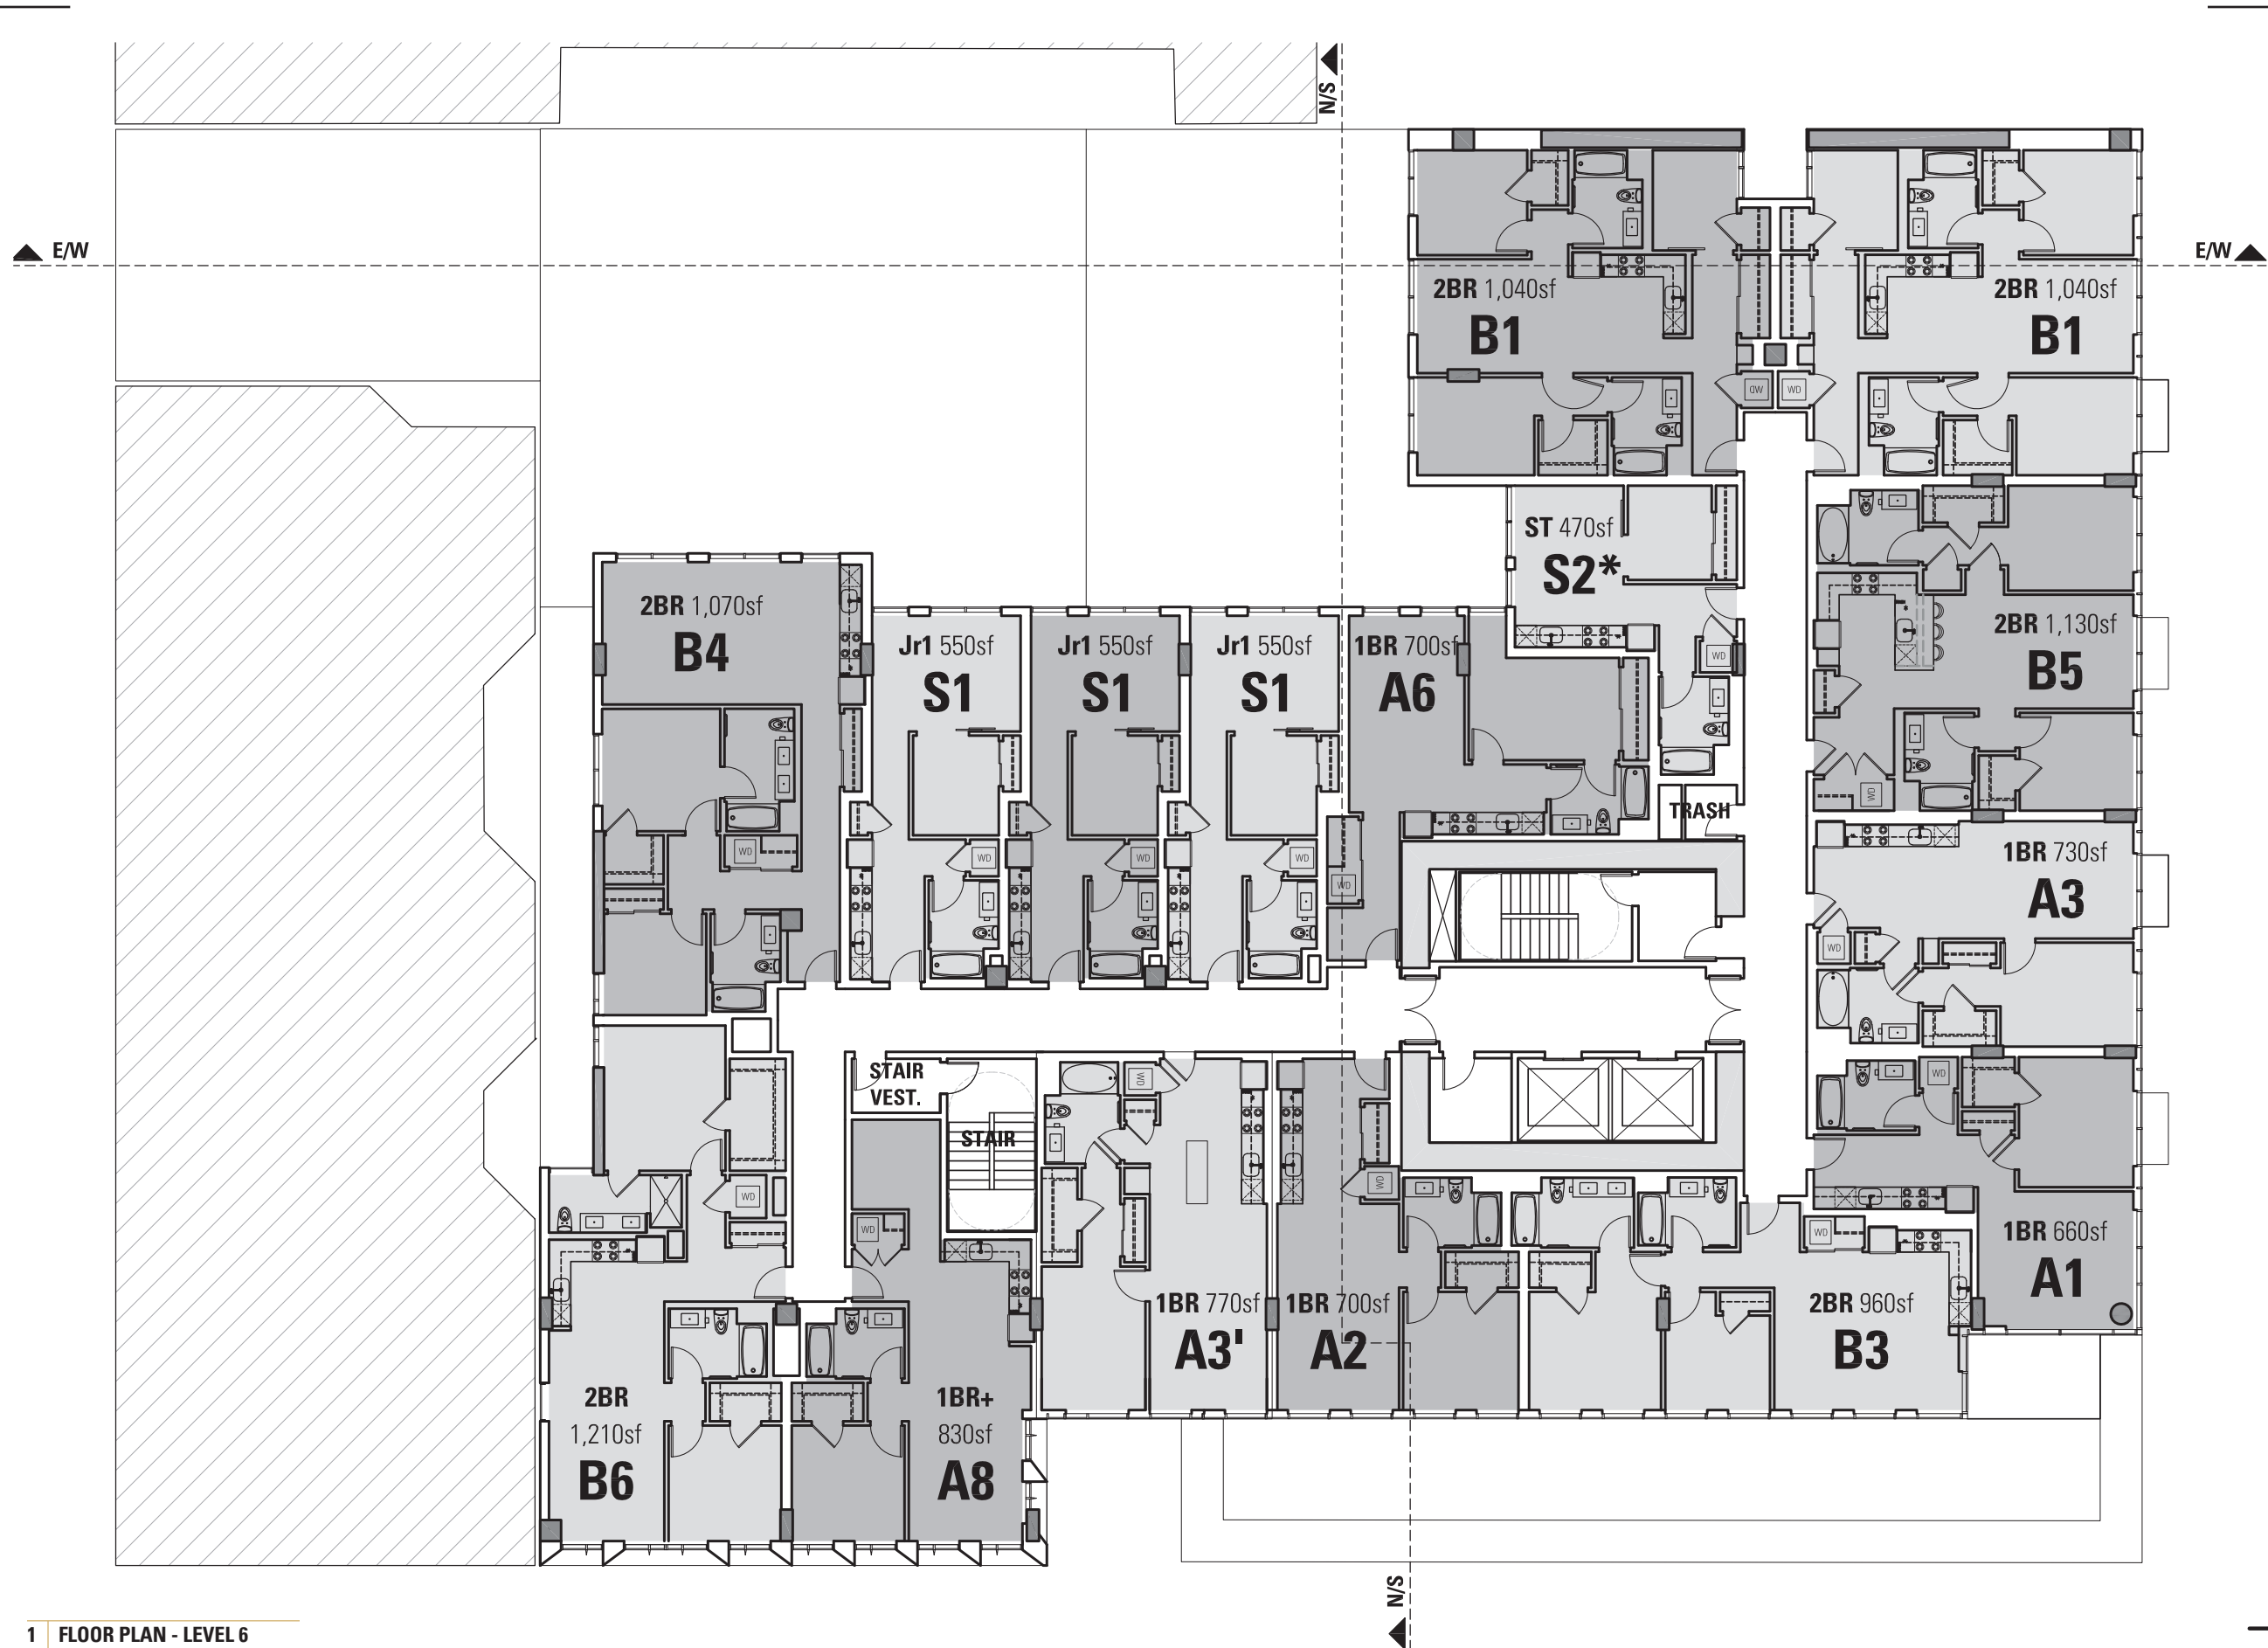 N/S
E/W
E/W
2BR 1,040sf
B1
2BR 1,040sf
B1
WD
WD
ST 470sf
S2*
2BR 1,070sf
B4
Jr1 550sf
S1
Jr1 550sf
S1
Jr1 550sf
S1
1BR 700sf
A6
WD
2BR 1,130sf
B5
WD
TRASH
WD
WD
WD
WD
WD
1BR 730sf
A3
WD
STAIR
VEST.
STAIR
WD
WD
WD
WD
WD
WD
1BR 660sf
A1
2BR 960sf
B3
1BR 770sf
A3'
1BR 700sf
A2
2BR
1,210sf
B6
1BR+
830sf
A8
N/S
1 FLOOR PLAN - LEVEL 6